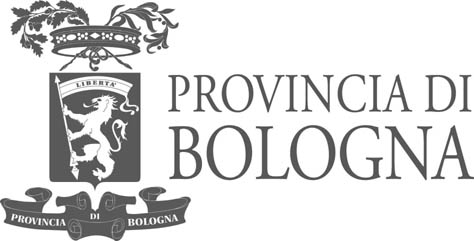 LIBERTA'
PROVINCIA DI BOLOGNA
PROVINCIA DI
BOLOGNA